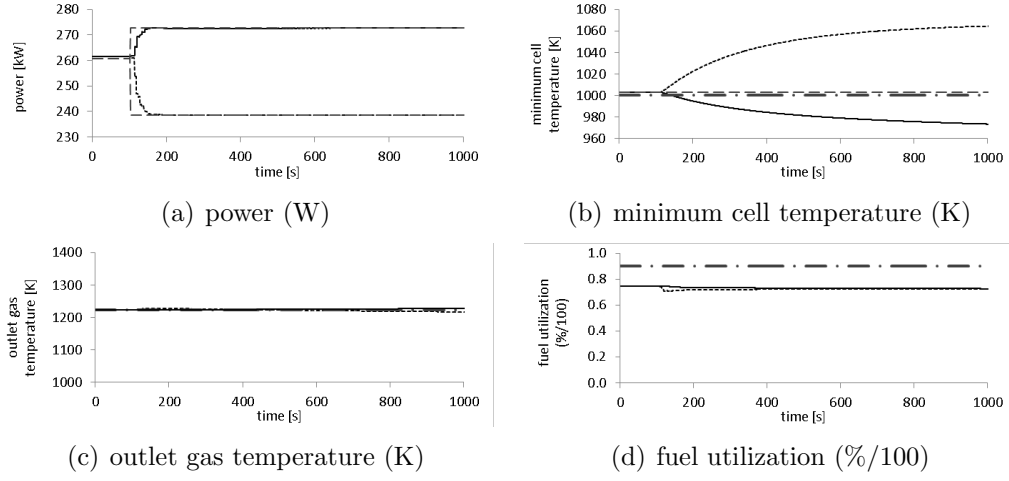 280
270
260
250
240
230
power [kW]
0 200 400 600 800 1000
time [s]
(a) power (W)
1080
1060
1040
1020
1000
980
960
minimum cell
temperature [K]
0 200 400 600 800 1000
time [s]
(b) minimum cell temperature (K)
1400
1300
1200
1100
1000
outlet gas
temperature [K]
0 200 400 600 800 1000
time [s]
(c) outlet gas temperature (K)
1.0
0.8
0.6
0.4
0.2
0.0
fuel utilization
(%/100)
0 200 400 600 800 1000
time [s]
(d) fuel utilization (%/100)